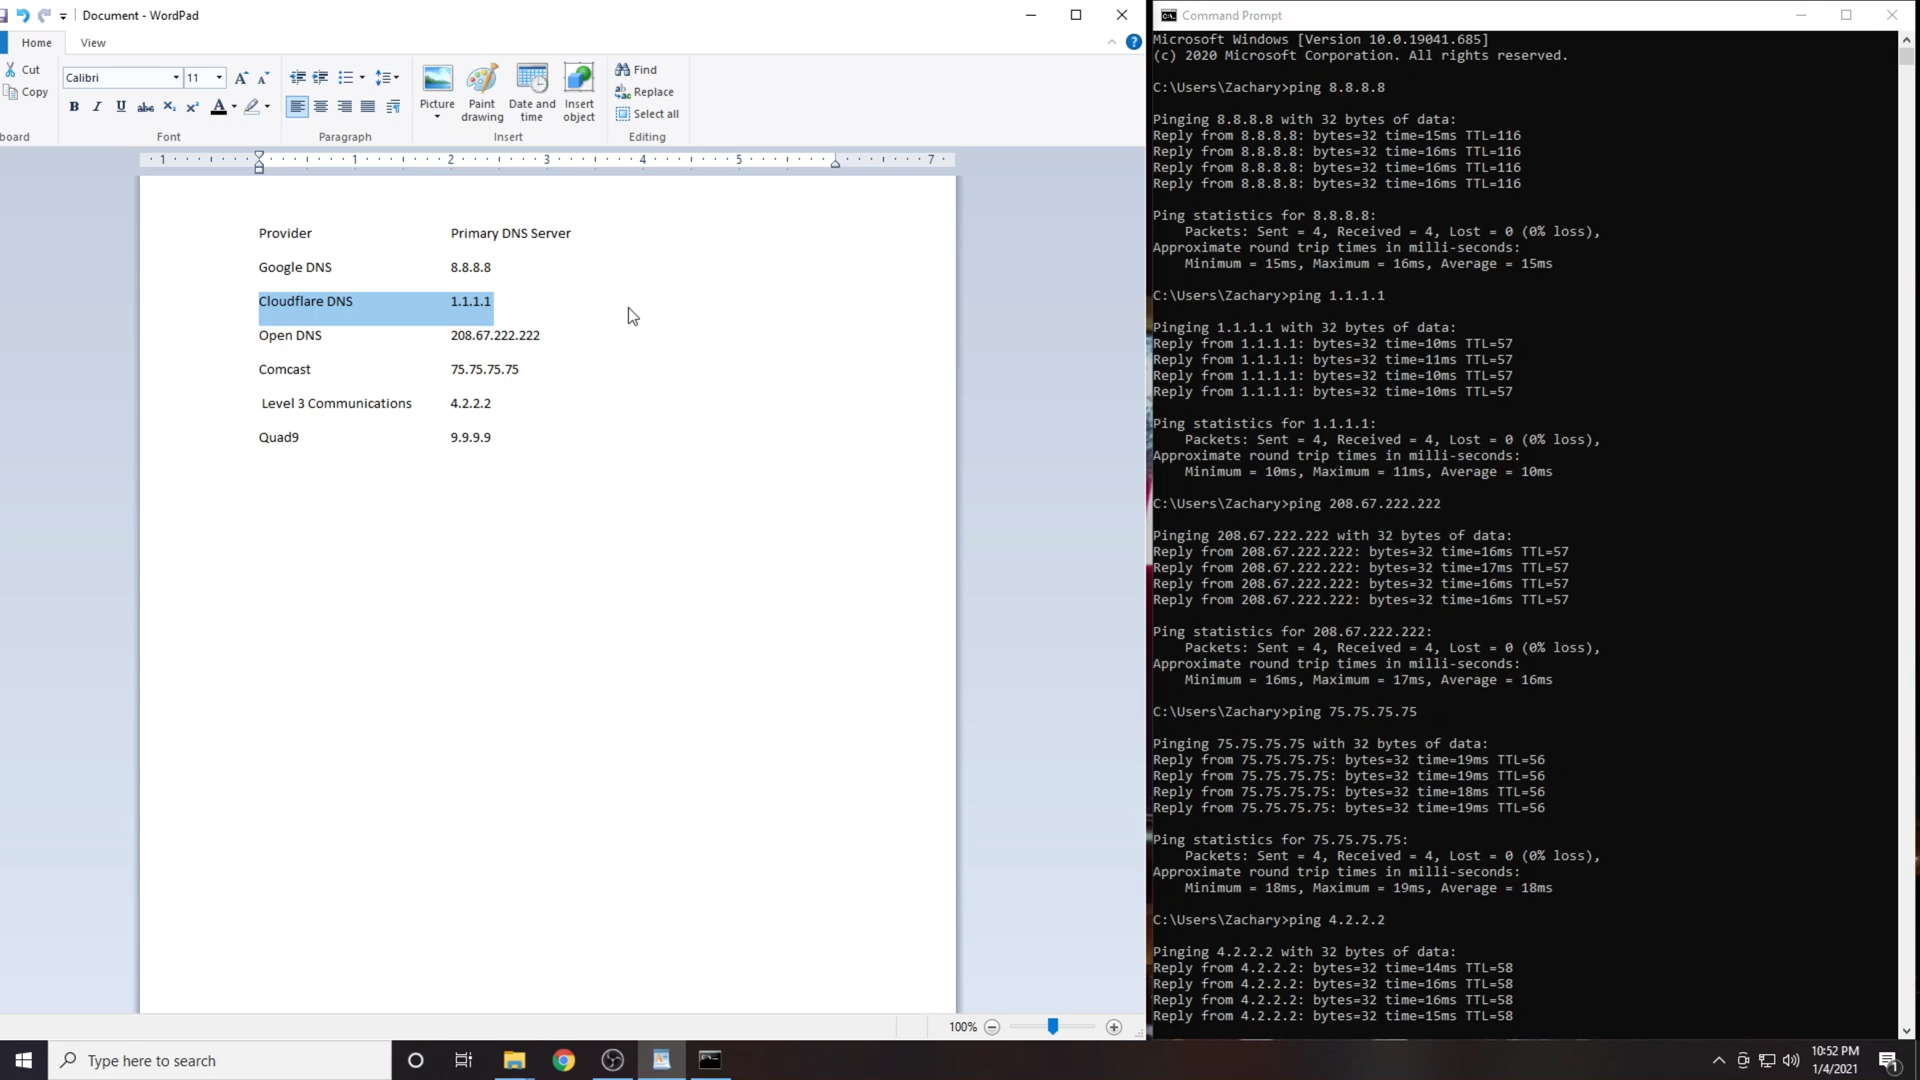 Document - WordPad
Home
View
Cut
Copy
board
Calibri
11
Font
Paragraph
Picture
Paint drawing
Date and time
Insert object
Insert
Find
Replace
Select all
Editing
1 1 2 3 4 5 7
Provider Primary DNS Server
Google DNS 8.8.8.8
Cloudflare DNS 1.1.1.1
Open DNS 208.67.222.222
Comcast 75.75.75.75
Level 3 Communications 4.2.2.2
Quad9 9.9.9.9
100%
Command Prompt
Microsoft Windows [Version 10.0.19041.685]
(c) 2020 Microsoft Corporation. All rights reserved.
C:\Users\Zachary>ping 8.8.8.8
Pinging 8.8.8.8 with 32 bytes of data:
Reply from 8.8.8.8: bytes=32 time=15ms TTL=116
Reply from 8.8.8.8: bytes=32 time=16ms TTL=116
Reply from 8.8.8.8: bytes=32 time=16ms TTL=116
Reply from 8.8.8.8: bytes=32 time=16ms TTL=116
Ping statistics for 8.8.8.8:
Packets: Sent = 4, Received = 4, Lost = 0 (0% loss),
Approximate round trip times in milli-seconds:
Minimum = 15ms, Maximum = 16ms, Average = 15ms
C:\Users\Zachary>ping 1.1.1.1
Pinging 1.1.1.1 with 32 bytes of data:
Reply from 1.1.1.1: bytes=32 time=10ms TTL=57
Reply from 1.1.1.1: bytes=32 time=11ms TTL=57
Reply from 1.1.1.1: bytes=32 time=10ms TTL=57
Reply from 1.1.1.1: bytes=32 time=10ms TTL=57
Ping statistics for 1.1.1.1:
Packets: Sent = 4, Received = 4, Lost = 0 (0% loss),
Approximate round trip times in milli-seconds:
Minimum = 10ms, Maximum = 11ms, Average = 10ms
C:\Users\Zachary>ping 208.67.222.222
Pinging 208.67.222.222 with 32 bytes of data:
Reply from 208.67.222.222: bytes=32 time=16ms TTL=57
Reply from 208.67.222.222: bytes=32 time=17ms TTL=57
Reply from 208.67.222.222: bytes=32 time=16ms TTL=57
Reply from 208.67.222.222: bytes=32 time=16ms TTL=57
Ping statistics for 208.67.222.222:
Packets: Sent = 4, Received = 4, Lost = 0 (0% loss),
Approximate round trip times in milli-seconds:
Minimum = 16ms, Maximum = 17ms, Average = 16ms
C:\Users\Zachary>ping 75.75.75.75
Pinging 75.75.75.75 with 32 bytes of data:
Reply from 75.75.75.75: bytes=32 time=19ms TTL=56
Reply from 75.75.75.75: bytes=32 time=19ms TTL=56
Reply from 75.75.75.75: bytes=32 time=18ms TTL=56
Reply from 75.75.75.75: bytes=32 time=19ms TTL=56
Ping statistics for 75.75.75.75:
Packets: Sent = 4, Received = 4, Lost = 0 (0% loss),
Approximate round trip times in milli-seconds:
Minimum = 18ms, Maximum = 19ms, Average = 18ms
C:\Users\Zachary>ping 4.2.2.2
Pinging 4.2.2.2 with 32 bytes of data:
Reply from 4.2.2.2: bytes=32 time=14ms TTL=58
Reply from 4.2.2.2: bytes=32 time=16ms TTL=58
Reply from 4.2.2.2: bytes=32 time=16ms TTL=58
Reply from 4.2.2.2: bytes=32 time=15ms TTL=58
Type here to search
10:52 PM
1/4/2021
1